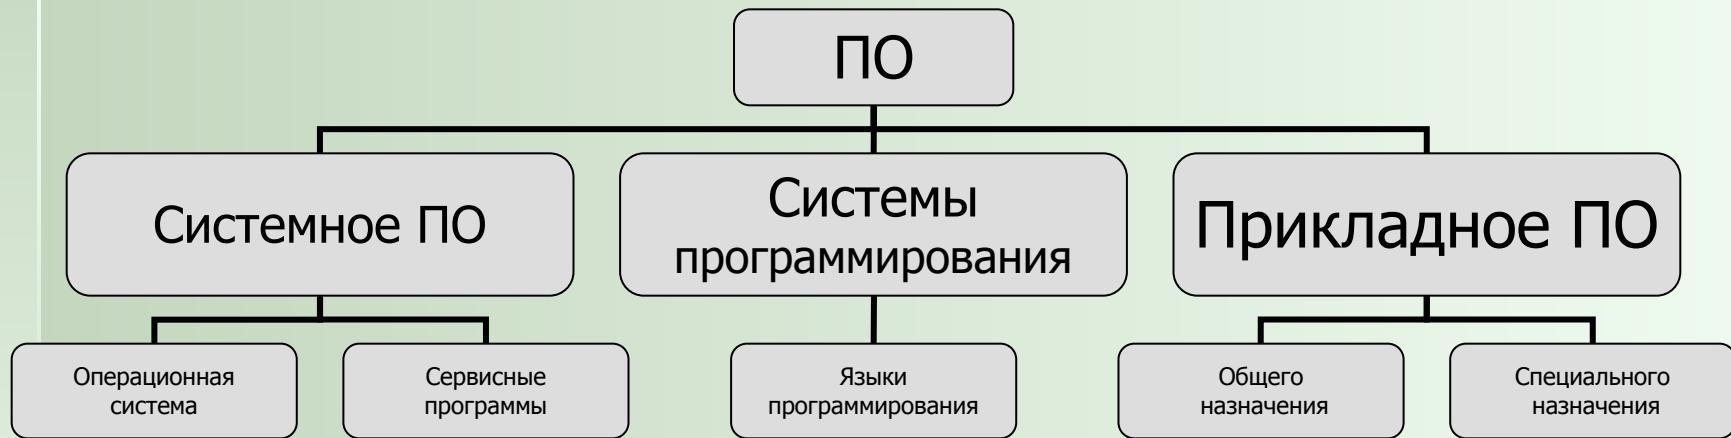 ПО
Системное ПО
Системы
программирования
Прикладное ПО
Операционная
система
Сервисные
программы
Языки
программирования
Общего
назначения
Специального
назначения